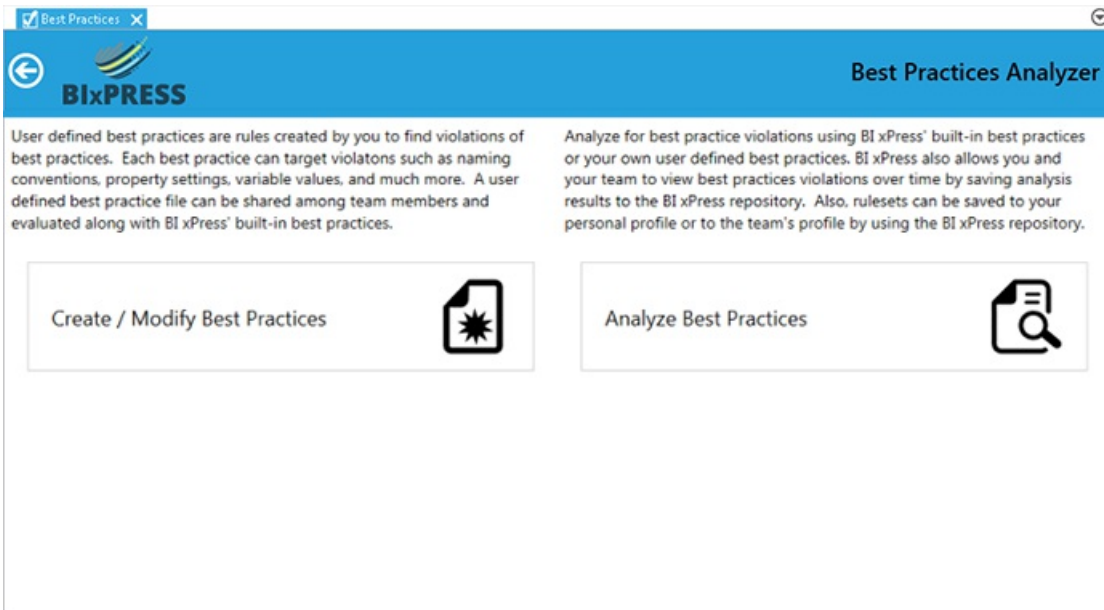 Best Practices
BIxPRESS
Best Practices Analyzer
User defined best practices are rules created by you to find violations of
best practices. Each best practice can target violatons such as naming
conventions, property settings, variable values, and much more. A user
defined best practice file can be shared among team members and
evaluated along with BI xPress' built-in best practices.
Analyze for best practice violations using BI xPress' built-in best practices
or your own user defined best practices. BI xPress also allows you and
your team to view best practices violations over time by saving analysis
results to the BI xPress repository. Also, rulesets can be saved to your
personal profile or to the team's profile by using the BI xPress repository.
Create / Modify Best Practices
Analyze Best Practices